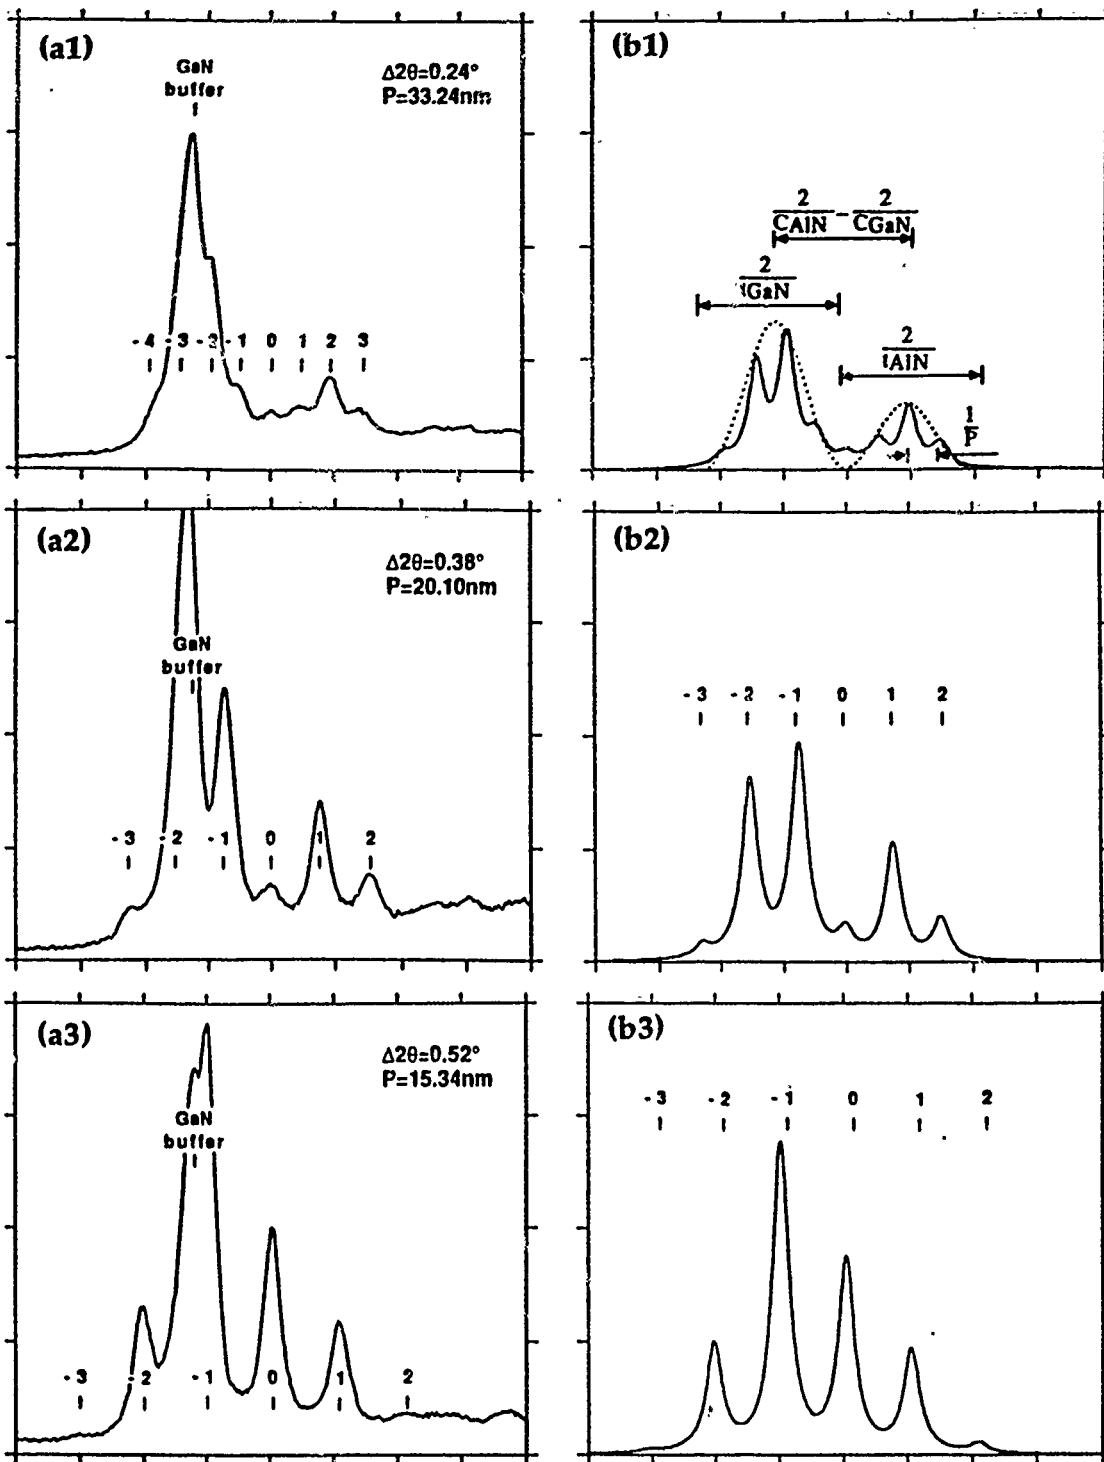 (a1)
GaN
buffer
Δ2θ=0.24°
P=33.24nm
-4 -3 -2 -1 0 1 2 3
(b1)
2/CAlN - 2/CGaN
2/tGaN
2/tAlN
1/P
(a2)
Δ2θ=0.38°
P=20.10nm
GaN
buffer
-3 -2 -1 0 1 2
(b2)
-3 -2 -1 0 1 2
(a3)
Δ2θ=0.52°
P=15.34nm
GaN
buffer
-3 -2 -1 0 1 2
(b3)
-3 -2 -1 0 1 2